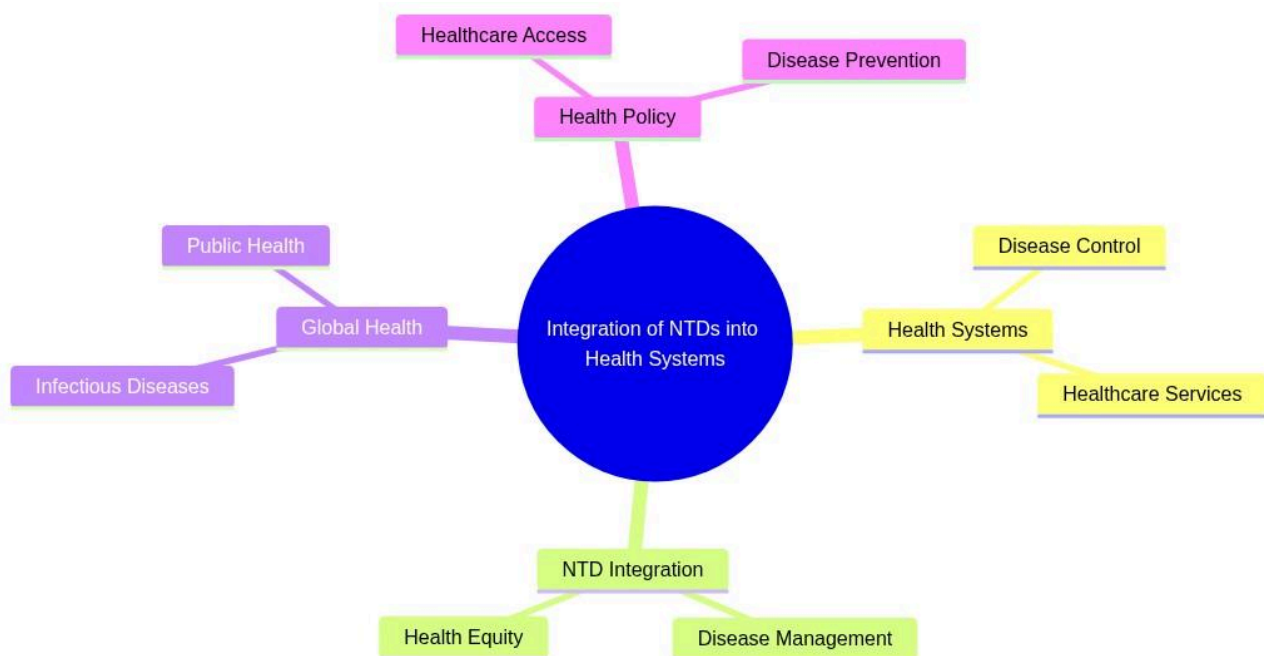 Healthcare Access
Disease Prevention
Health Policy
Public Health
Disease Control
Global Health
Integration of NTDs into
Health Systems
Health Systems
Infectious Diseases
Healthcare Services
NTD Integration
Health Equity
Disease Management